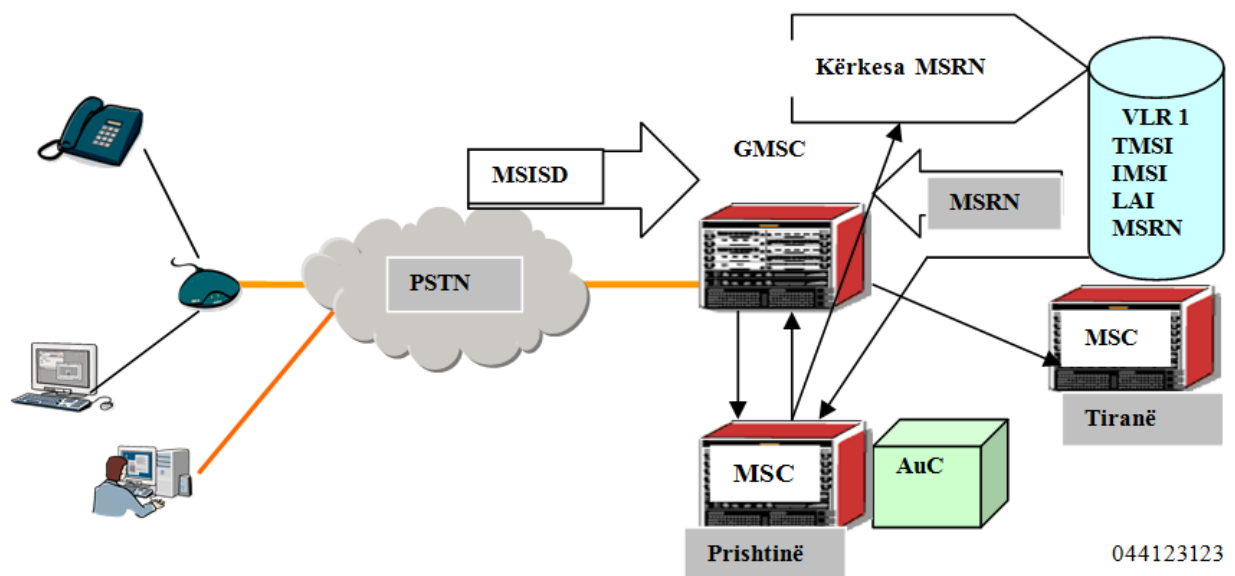 Kërkesa MSRN
VLR 1
TMSI
IMSI
LAI
MSRN
GMSC
MSISD
MSRN
PSTN
MSC
Tiranë
MSC
AuC
Prishtinë
044123123